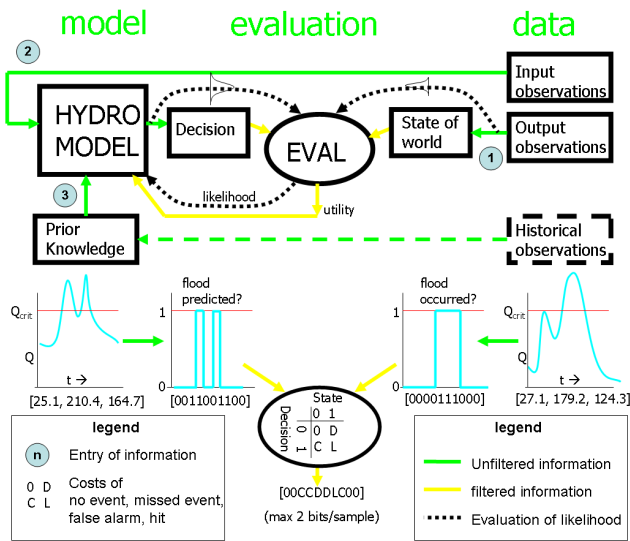 model evaluation data
2
Input
observations
HYDRO
MODEL
Decision
EVAL
State of
world
Output
observations
1
likelihood
utility
3
Prior
Knowledge
Historical
observations
flood
predicted?
flood
occurred?
Qcrit
Q
t →
1
0
1
0
Qcrit
Q
t →
[25.1, 210.4, 164.7]
[0011001100]
[0000111000]
[27.1, 179.2, 124.3]
State
0 1
Decision
0 0 D
1 C L
[00CCDDLC00]
(max 2 bits/sample)
legend
n Entry of information
0 D
C L
Costs of
no event, missed event,
false alarm, hit
legend
Unfiltered information
filtered information
Evaluation of likelihood